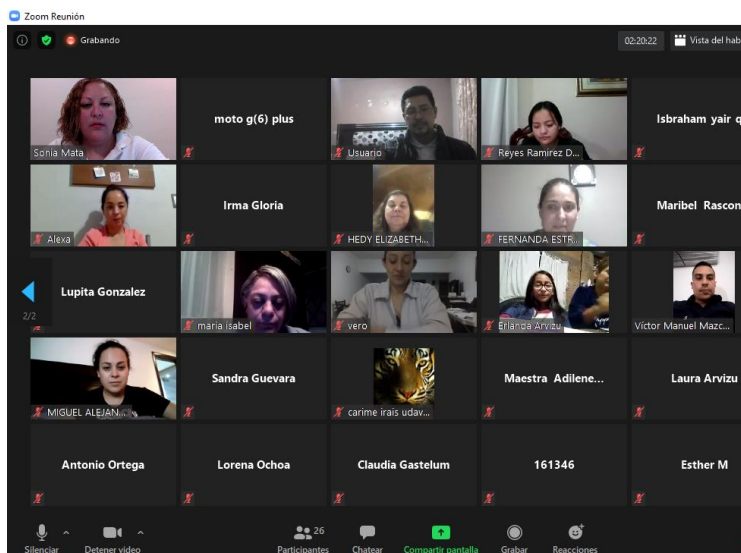 Zoom Reunión
Grabando
02:20:22
Vista del hab
Sonia Mata
moto g(6) plus
Usuario
Reyes Ramirez D...
Isbraham yair q
Alexa
Irma Gloria
HEDY ELIZABETH...
FERNANDA ESTR...
Maribel Rascon
2/2
Lupita Gonzalez
maria isabel
vero
Erlanda Arvizu
Víctor Manuel Mazc...
MIGUEL ALEJAN...
Sandra Guevara
carime irais udav...
Maestra Adilene...
Laura Arvizu
Antonio Ortega
Lorena Ochoa
Claudia Gastelum
161346
Esther M
Silenciar
Detener video
26
Participantes
Chatear
Compartir pantalla
Grabar
Reacciones